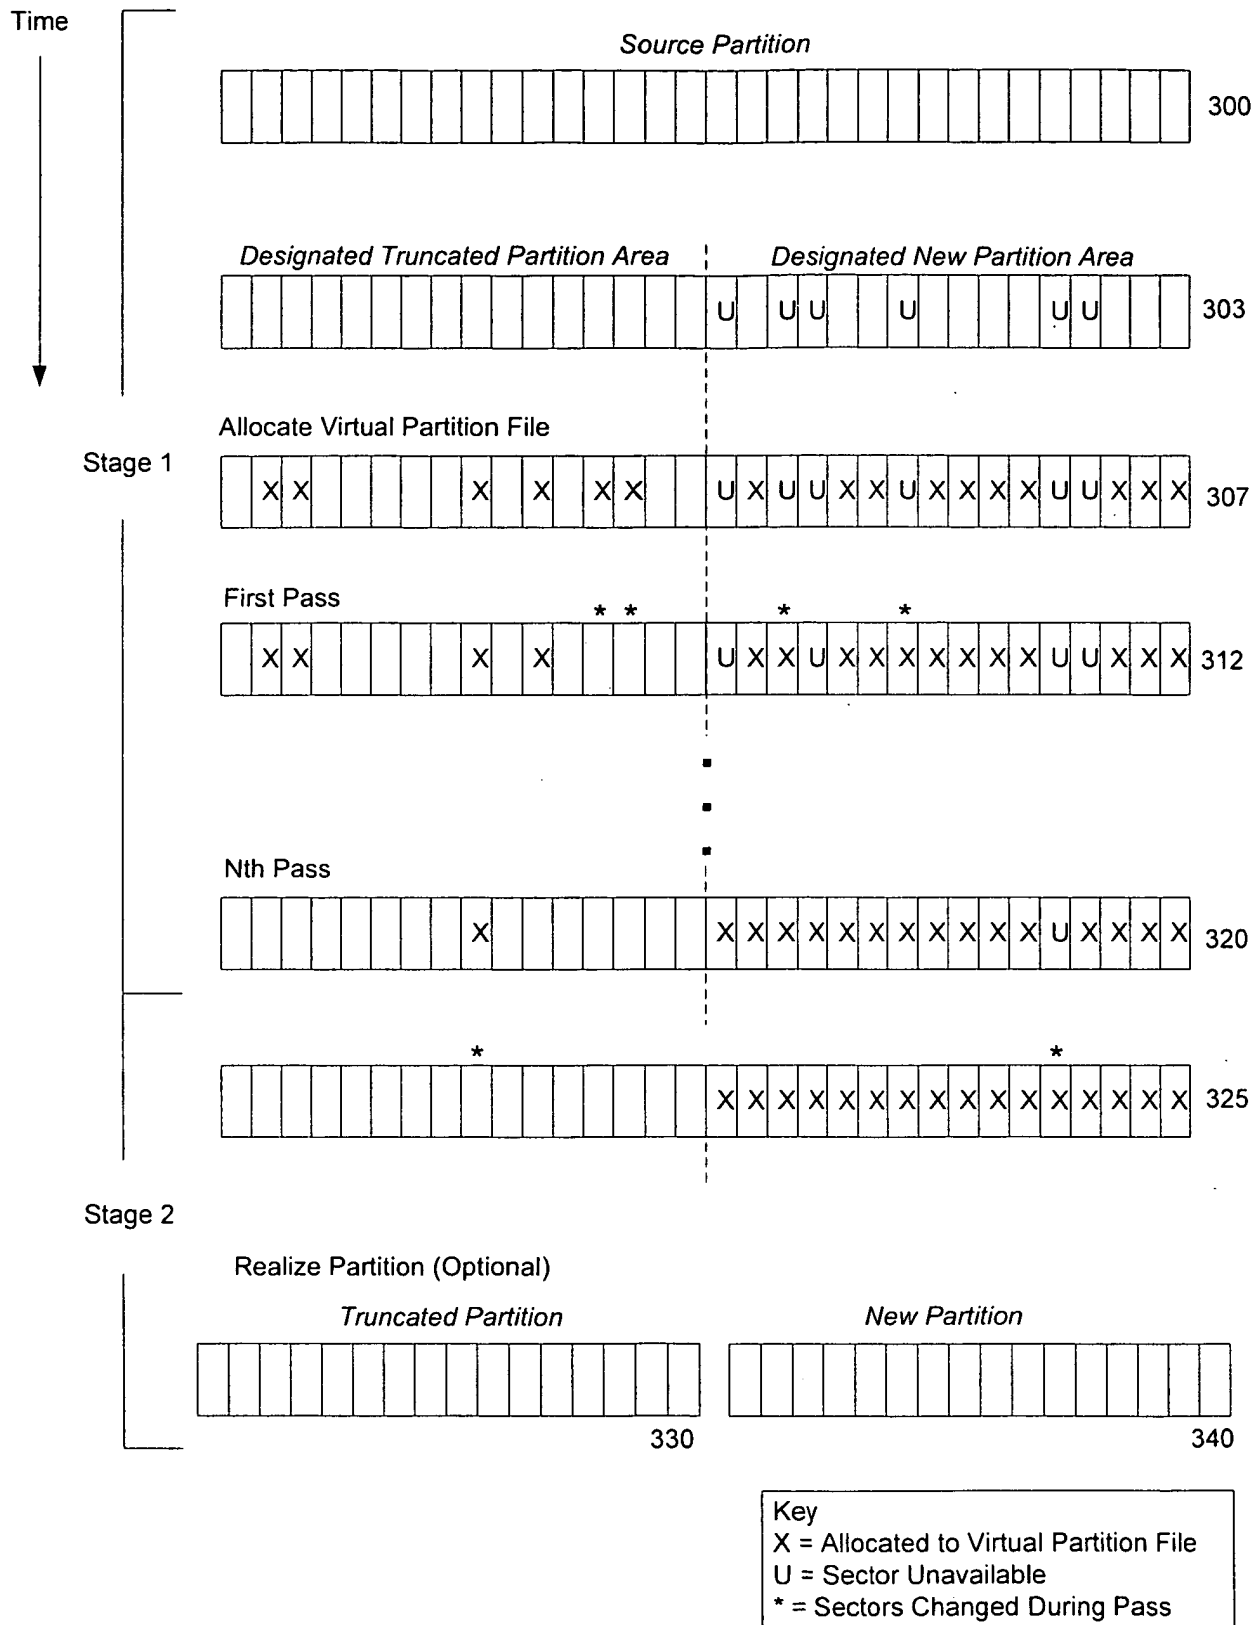 Time
Source Partition
300
Designated Truncated Partition Area
Designated New Partition Area
U U U U U U
303
Allocate Virtual Partition File
Stage 1
X X X X X X U X U U X X U X X X X U U X X X
307
First Pass
* * * *
X X X X U X X U X X X X X X X U U X X X
312
Nth Pass
X X X X X X X X X X X X U X X X X
320
* *
X X X X X X X X X X X X X X X X
325
Stage 2
Realize Partition (Optional)
Truncated Partition
New Partition
330
340
Key
X = Allocated to Virtual Partition File
U = Sector Unavailable
* = Sectors Changed During Pass